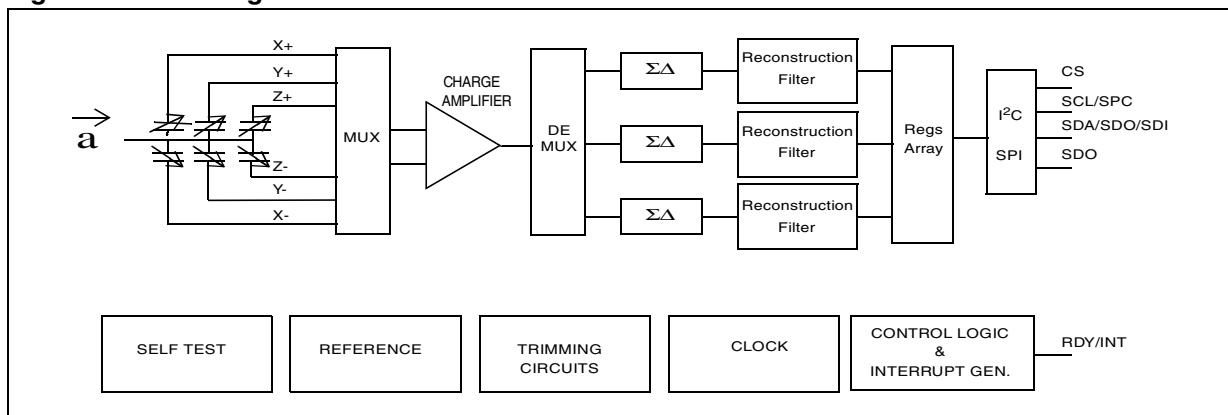 X+
Y+
Z+
a
Z-
Y-
X-
MUX
CHARGE
AMPLIFIER
DE
MUX
ΣΔ
ΣΔ
ΣΔ
Reconstruction
Filter
Reconstruction
Filter
Reconstruction
Filter
Regs
Array
I²C
SPI
CS
SCL/SPC
SDA/SDO/SDI
SDO
SELF TEST
REFERENCE
TRIMMING
CIRCUITS
CLOCK
CONTROL LOGIC
&
INTERRUPT GEN.
RDY/INT